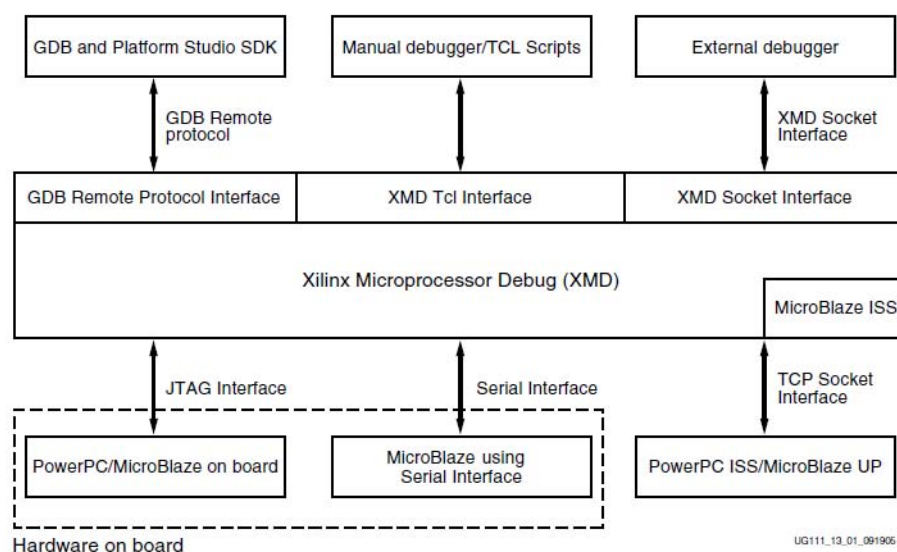 GDB and Platform Studio SDK
Manual debugger/TCL Scripts
External debugger
GDB Remote
protocol
XMD Socket
Interface
GDB Remote Protocol Interface
XMD Tcl Interface
XMD Socket Interface
Xilinx Microprocessor Debug (XMD)
MicroBlaze ISS
JTAG Interface
Serial Interface
TCP Socket
Interface
PowerPC/MicroBlaze on board
MicroBlaze using
Serial Interface
PowerPC ISS/MicroBlaze UP
Hardware on board
UG111_13_01_091905